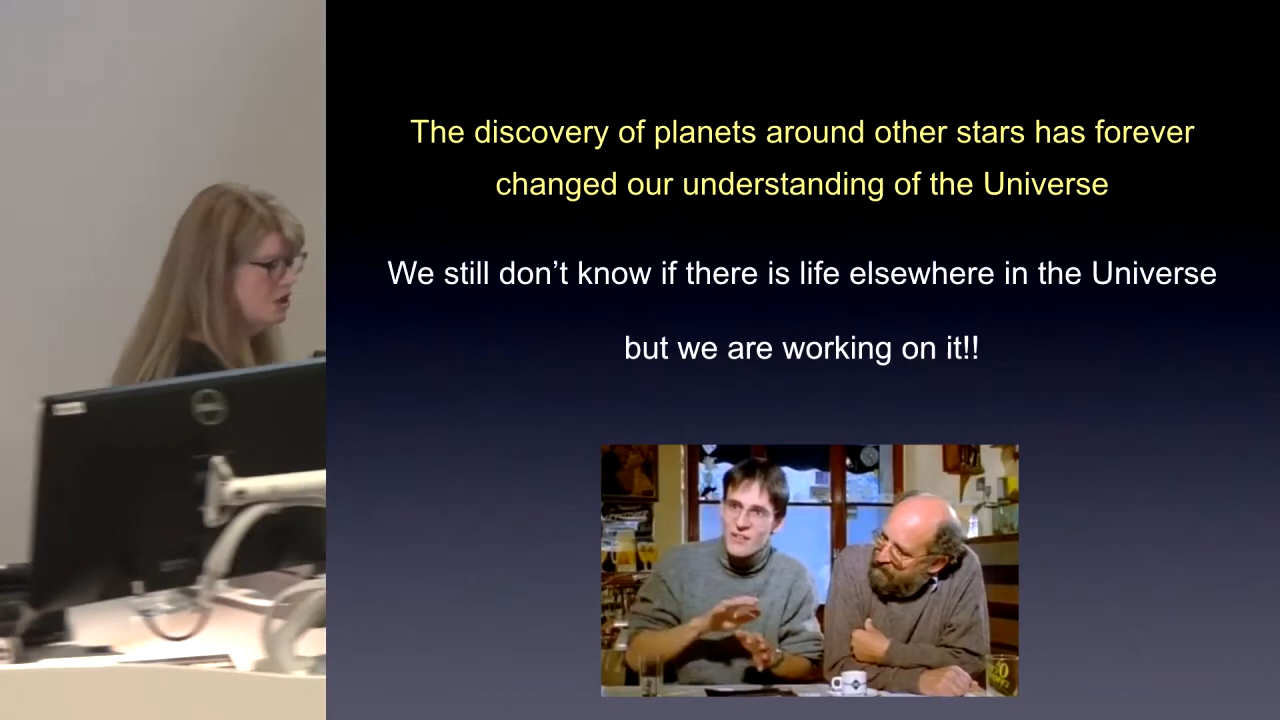 The discovery of planets around other stars has forever
changed our understanding of the Universe
We still don’t know if there is life elsewhere in the Universe
but we are working on it!!